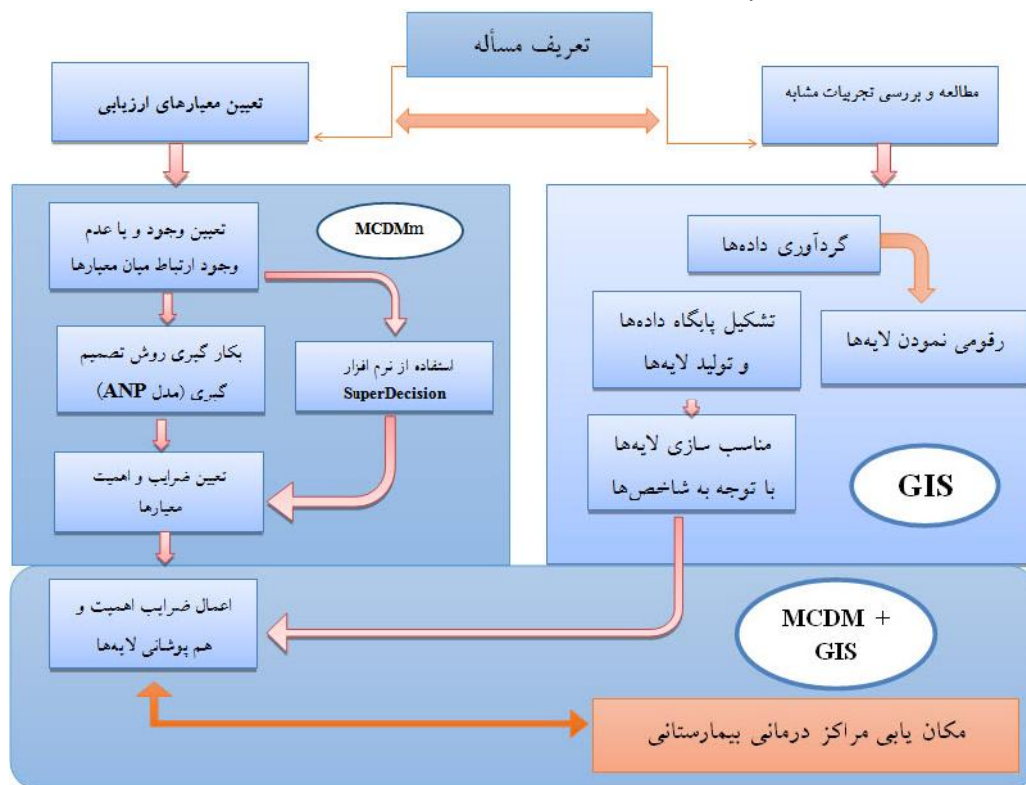 تعریف مسأله
مطالعه و بررسی تجربیات مشابه
تعیین معیارهای ارزیابی
گردآوری داده‌ها
رقومی نمودن لایه‌ها
تشکیل پایگاه داده‌ها
و تولید لایه‌ها
مناسب سازی لایه‌ها
با توجه به شاخص‌ها
GIS
MCDMm
تعیین وجود و یا عدم
وجود ارتباط میان معیارها
بکار گیری روش تصمیم
گیری (مدل ANP)
استفاده از نرم افزار
SuperDecision
تعیین ضرایب و اهمیت
معیارها
اعمال ضرایب اهمیت و
هم پوشانی لایه‌ها
MCDM +
GIS
مکان یابی مراکز درمانی بیمارستانی